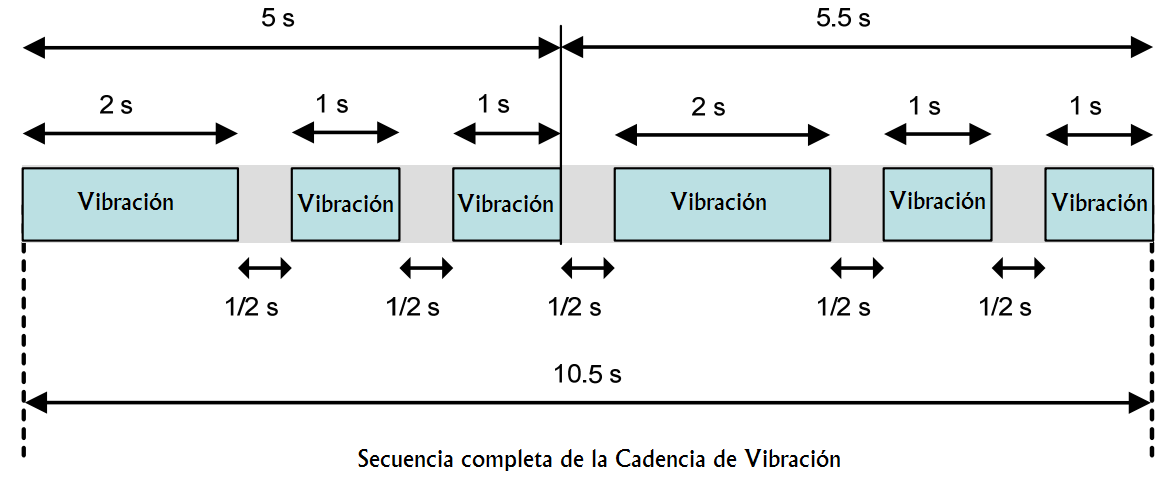 5 s
5.5 s
2 s
1 s
1 s
2 s
1 s
1 s
Vibración
Vibración
Vibración
Vibración
Vibración
Vibración
1/2 s
1/2 s
1/2 s
1/2 s
1/2 s
10.5 s
Secuencia completa de la Cadencia de Vibración